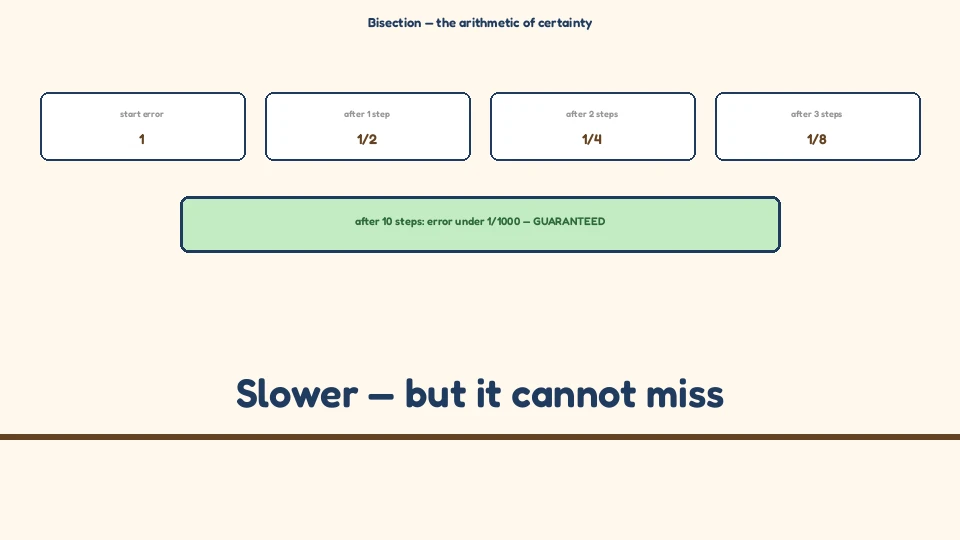 Bisection — the arithmetic of certainty
start error
1
after 1 step
1/2
after 2 steps
1/4
after 3 steps
1/8
after 10 steps: error under 1/1000 — GUARANTEED
Slower — but it cannot miss